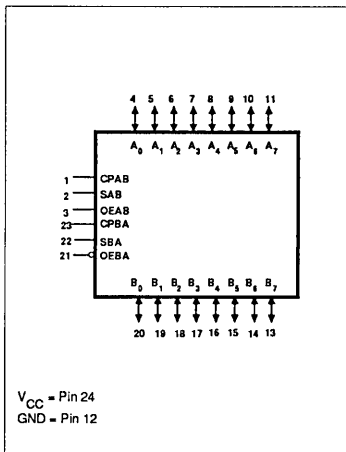 4 5 6 7 8 9 10 11
A0 A1 A2 A3 A4 A5 A6 A7
1 CPAB
2 SAB
3 OEAB
23 CPBA
22 SBA
21 OEBA
B0 B1 B2 B3 B4 B5 B6 B7
20 19 18 17 16 15 14 13
VCC = Pin 24
GND = Pin 12